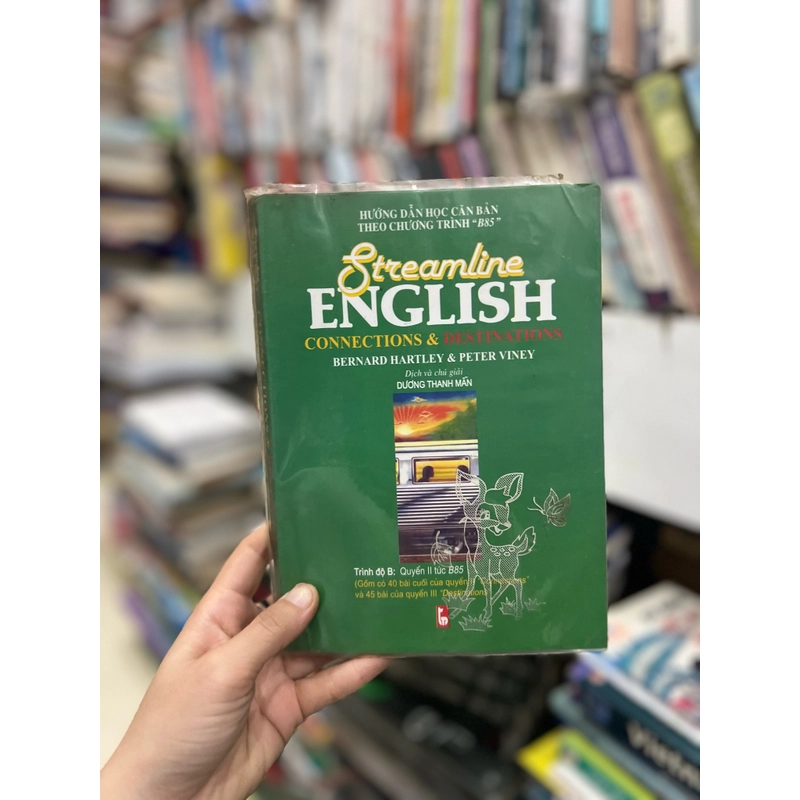 HƯỚNG DẪN HỌC CĂN BẢN
THEO CHƯƠNG TRÌNH "B85"
Streamline
ENGLISH
CONNECTIONS & DESTINATIONS
BERNARD HARTLEY & PETER VINEY
Dịch và chú giải
DƯƠNG THANH MẪN
Trình độ B: Quyển II tức B85
(Gồm có 40 bài cuối của quyển II "Connections"
và 45 bài của quyển III "Destinations"